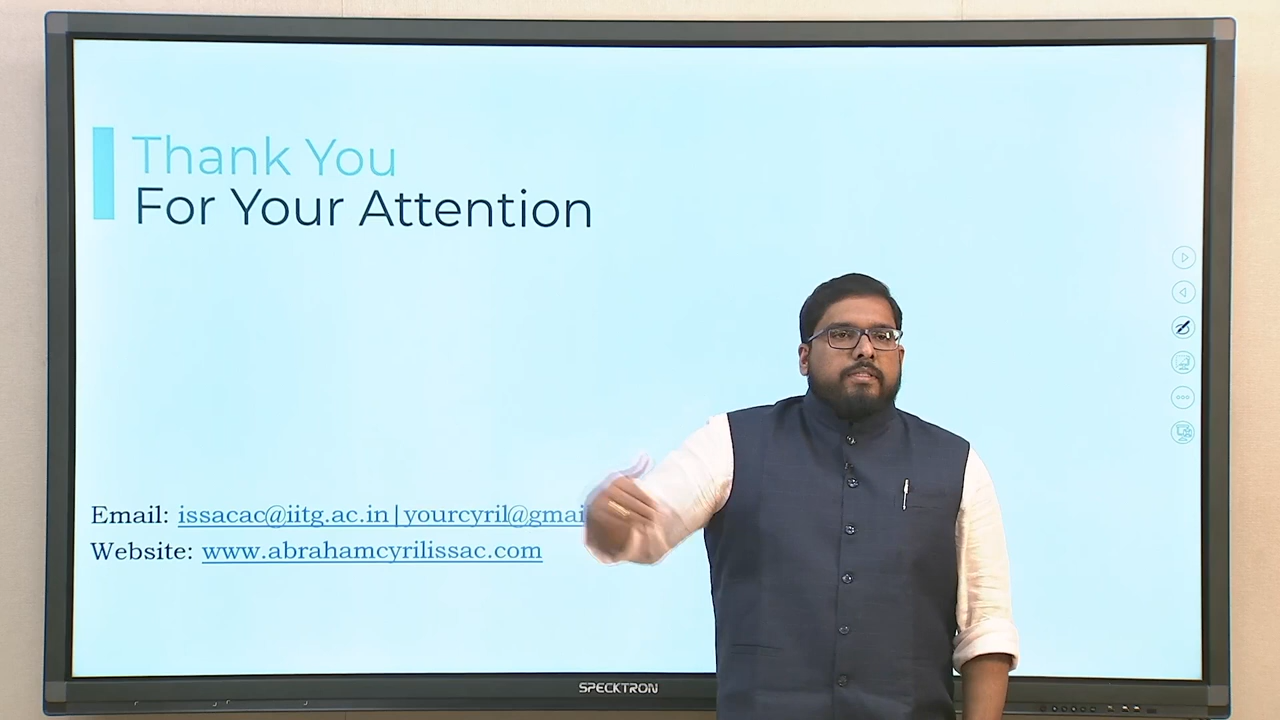 Thank You
For Your Attention
Email: issacac@iitg.ac.in|yourcyril@gmai
Website: www.abrahamcyrilissac.com
SPECKTRON